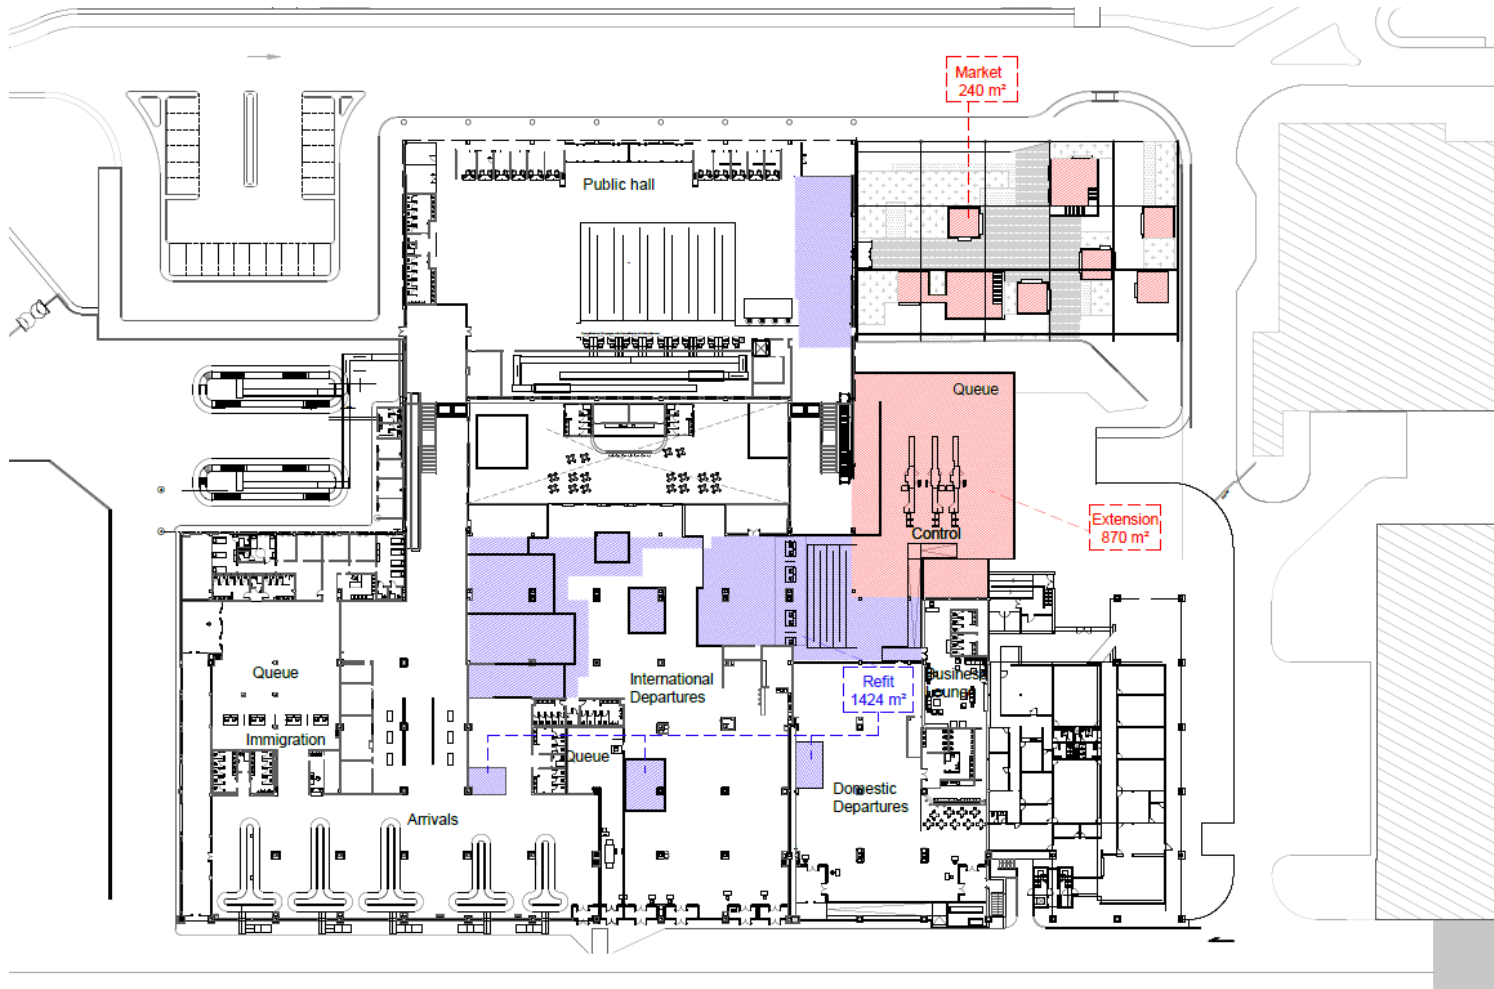 Market
240 m²
Public hall
Queue
Extension
870 m²
Control
Queue
International
Departures
Refit
1424 m²
Business
Lounge
Immigration
Queue
Domestic
Departures
Arrivals